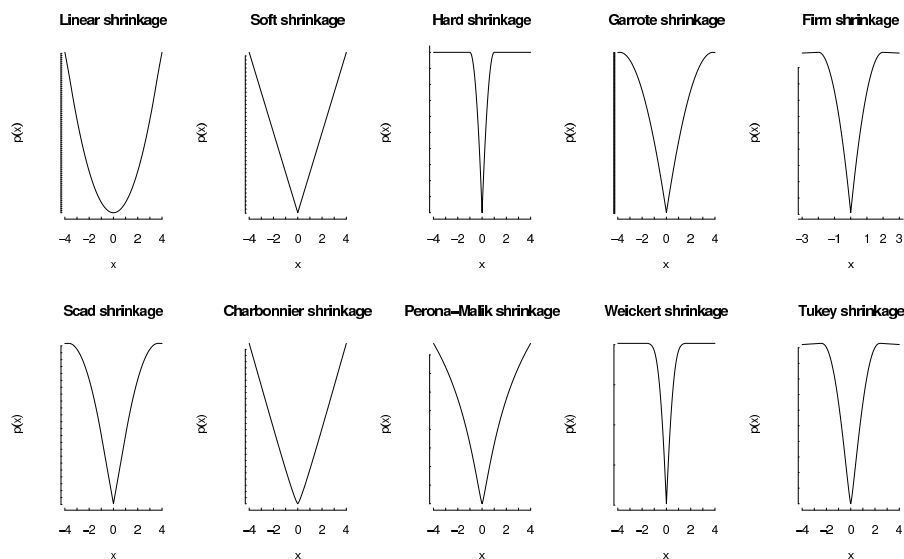 Linear shrinkage
Soft shrinkage
Hard shrinkage
Garrote shrinkage
Firm shrinkage
p(x)
p(x)
p(x)
p(x)
p(x)
−4 −2 0 2 4
−4 −2 0 2 4
−4 −2 0 2 4
−4 −2 0 2 4
−3 −1 1 2 3
x
x
x
x
x
Scad shrinkage
Charbonnier shrinkage
Perona−Malik shrinkage
Weickert shrinkage
Tukey shrinkage
p(x)
p(x)
p(x)
p(x)
p(x)
−4 −2 0 2 4
−4 −2 0 2 4
−4 −2 0 2 4
−4 −2 0 2 4
−4 −2 0 2 4
x
x
x
x
x